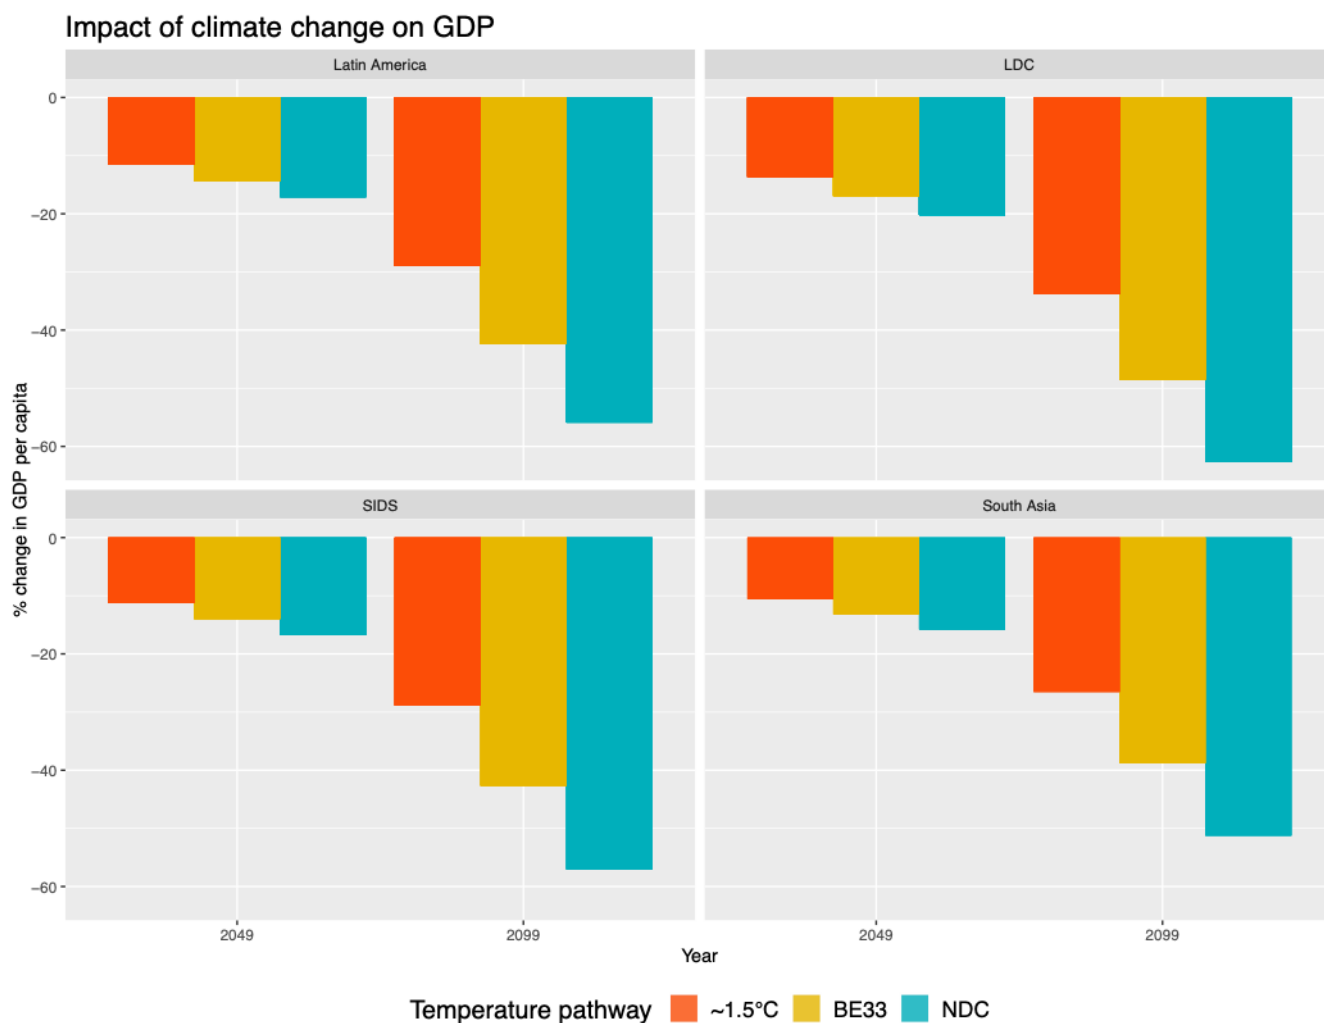 Impact of climate change on GDP
Latin America
LDC
0
−20
−40
−60
% change in GDP per capita
SIDS
South Asia
0
−20
−40
−60
2049
2099
2049
2099
Year
Temperature pathway
~1.5°C
BE33
NDC